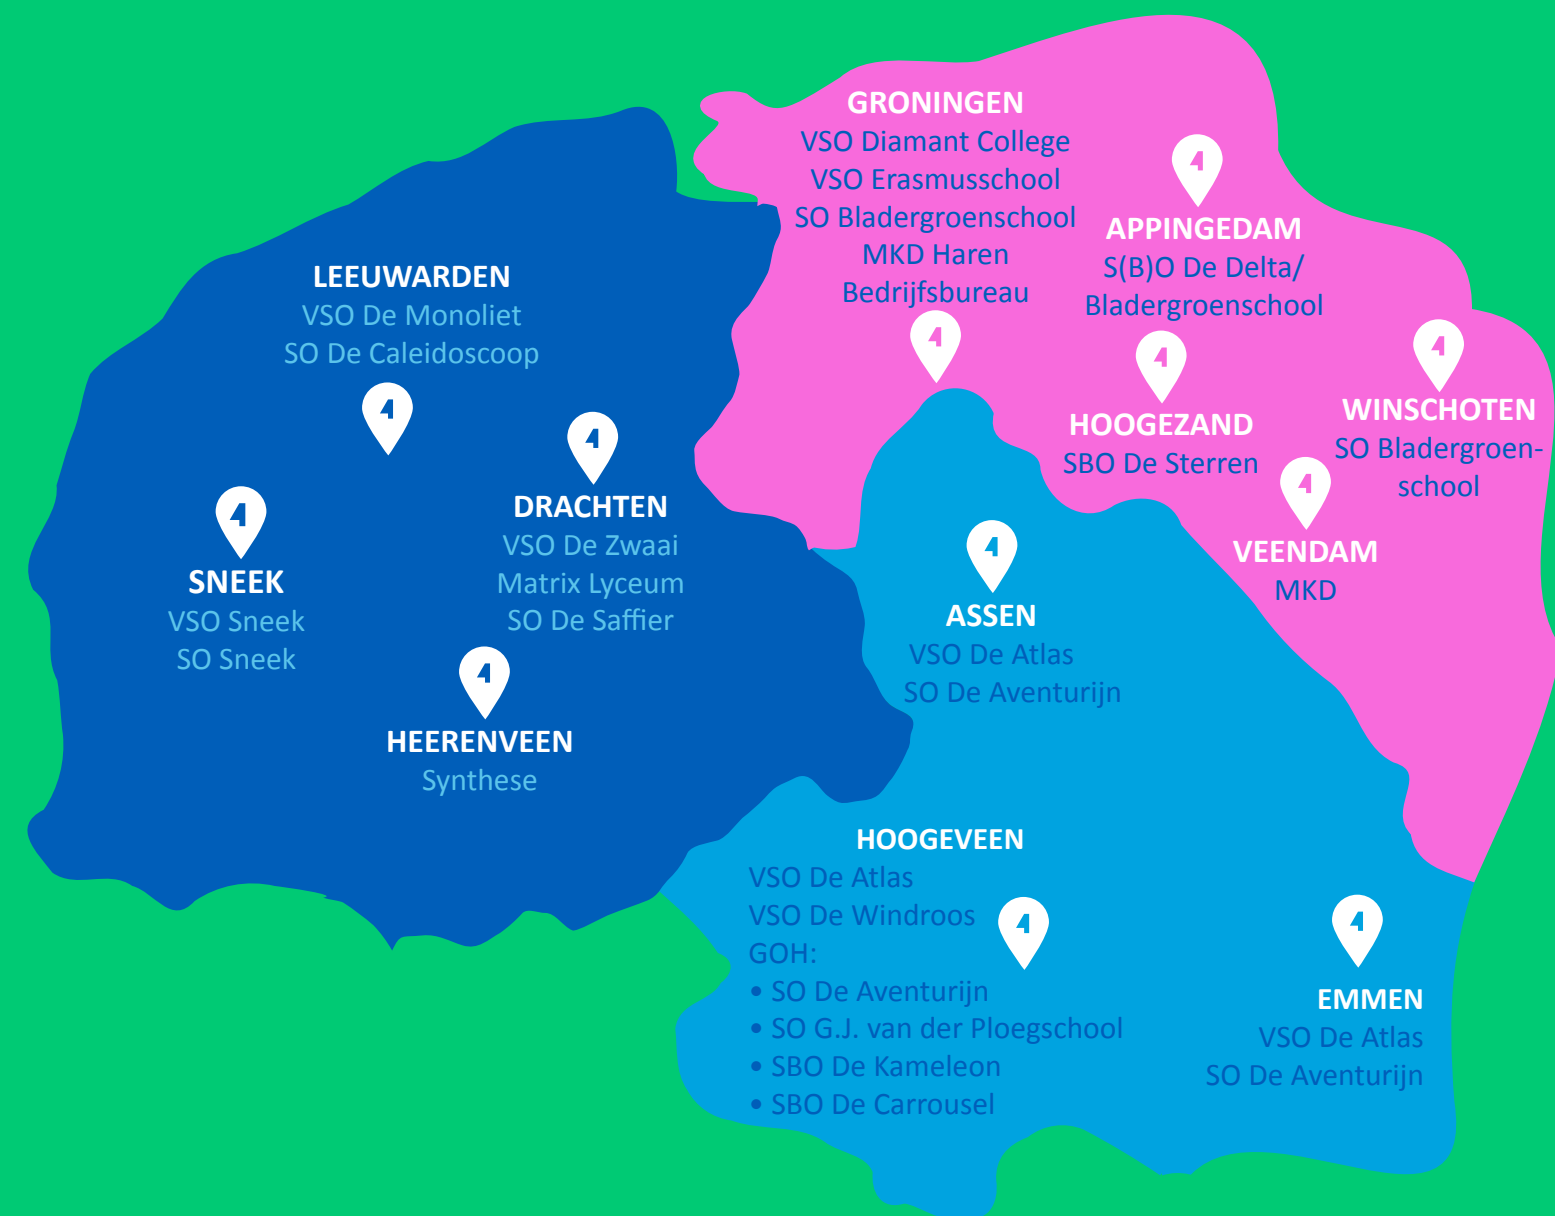 GRONINGEN
VSO Diamant College
VSO Erasmusschool
SO Bladergroenschool
MKD Haren
Bedrijfsbureau
APPINGEDAM
S(B)O De Delta/
Bladergroenschool
LEEUWARDEN
VSO De Monoliet
SO De Caleidoscoop
HOOGEZAND
SBO De Sterren
WINSCHOTEN
SO Bladergroen-
school
DRACHTEN
VSO De Zwaai
Matrix Lyceum
SO De Saffier
SNEEK
VSO Sneek
SO Sneek
VEENDAM
MKD
ASSEN
VSO De Atlas
SO De Aventurijn
HEERENVEEN
Synthese
HOOGEVEEN
VSO De Atlas
VSO De Windroos
GOH:
• SO De Aventurijn
• SO G.J. van der Ploegschool
• SBO De Kameleon
• SBO De Carrousel
EMMEN
VSO De Atlas
SO De Aventurijn